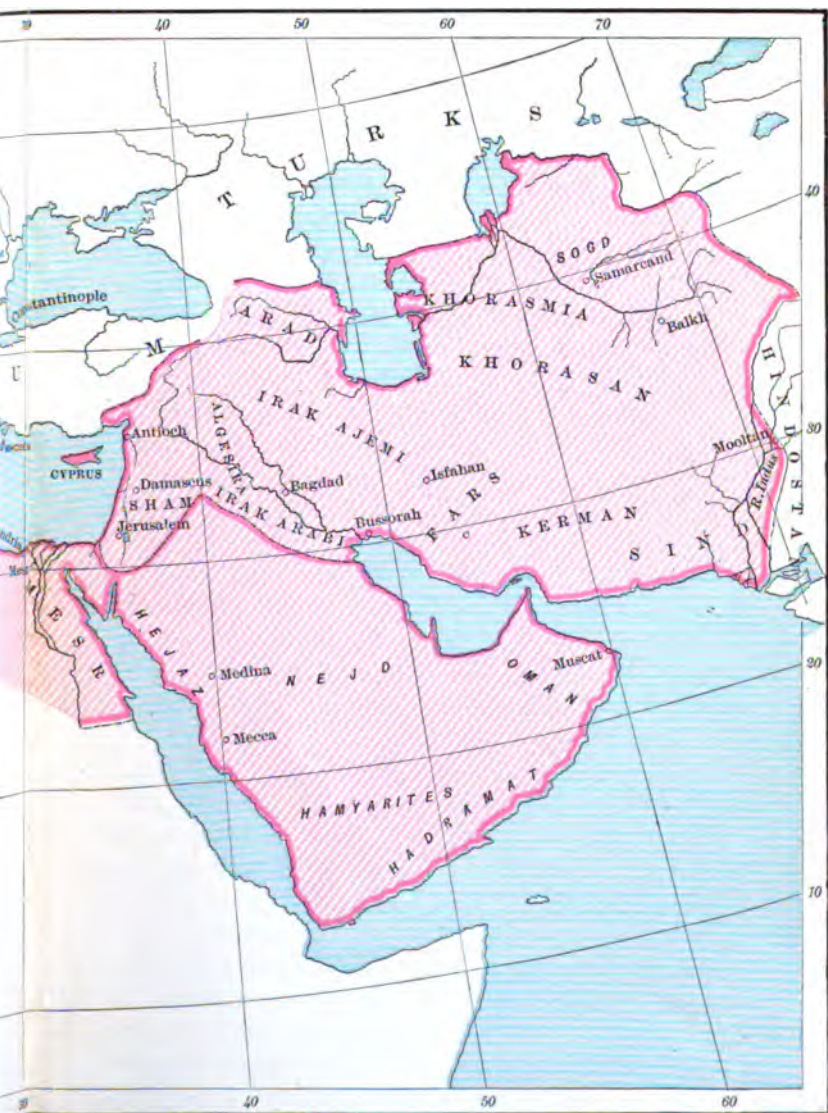 40
50
60
70
T U R K S
40
SOGD
Samarcand
Constantinople
KHORASMIA
ARAD
Balkh
U M
KHORASAN
HINDOOSTAN
IRAK AJEMI
30
ALGESIRA
Antioch
Mooltan
CYPRUS
Isfahan
Damascus
Bagdad
R.Indus
SHAM
IRAK ARABI
FARS
Jerusalem
Bussorah
KERMAN
SIND
MESR
HEJAZ
Muscat
20
Medina
NEJD
OMAN
Mecca
HAMYARITES
HADRAMAT
10
40
50
60